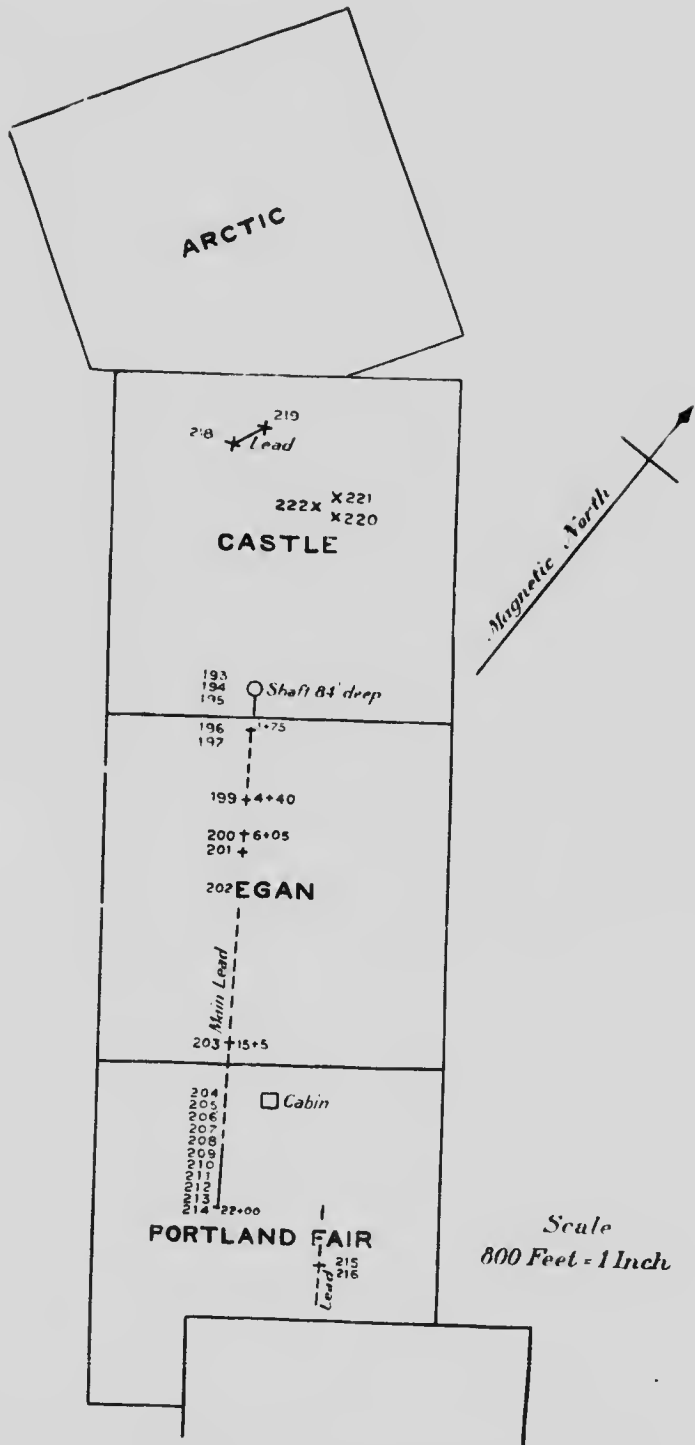 ARCTIC
219
218
Lead
222x x221
x220
CASTLE
Magnetic North
193
194
195
Shaft 84' deep
196 1+75
197
199 4+40
200 6+05
201
202 EGAN
Main Lead
203 15+5
204
205
206
207
208
209
210
211
212
213
214 22+00
Cabin
PORTLAND FAIR
215
216
Lead
Scale
800 Feet = 1 Inch